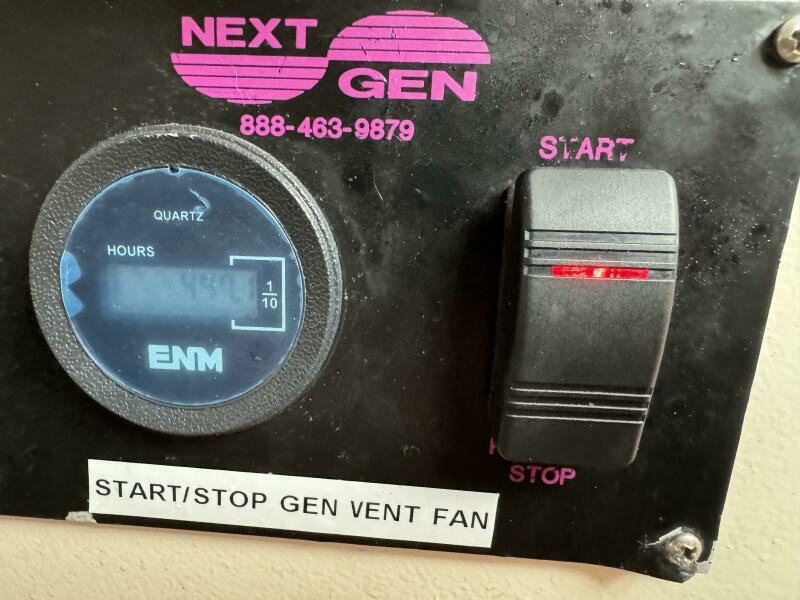 NEXT
GEN
888-463-9879
START
QUARTZ
HOURS
1
10
ENM
STOP
START/STOP GEN VENT FAN